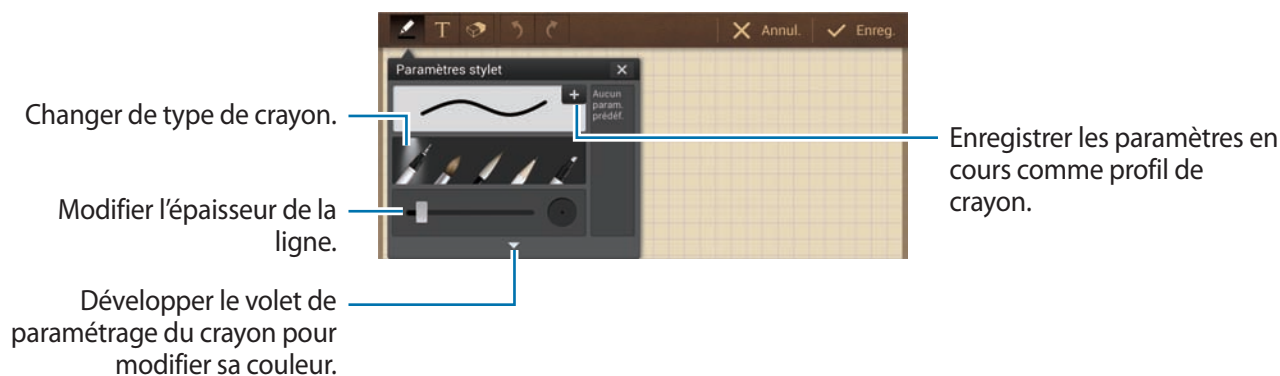 T
Annul.
Enreg.
Paramètres stylet
Aucun
param.
prédéf.
Changer de type de crayon.
Enregistrer les paramètres en
cours comme profil de
crayon.
Modifier l’épaisseur de la
ligne.
Développer le volet de
paramétrage du crayon pour
modifier sa couleur.